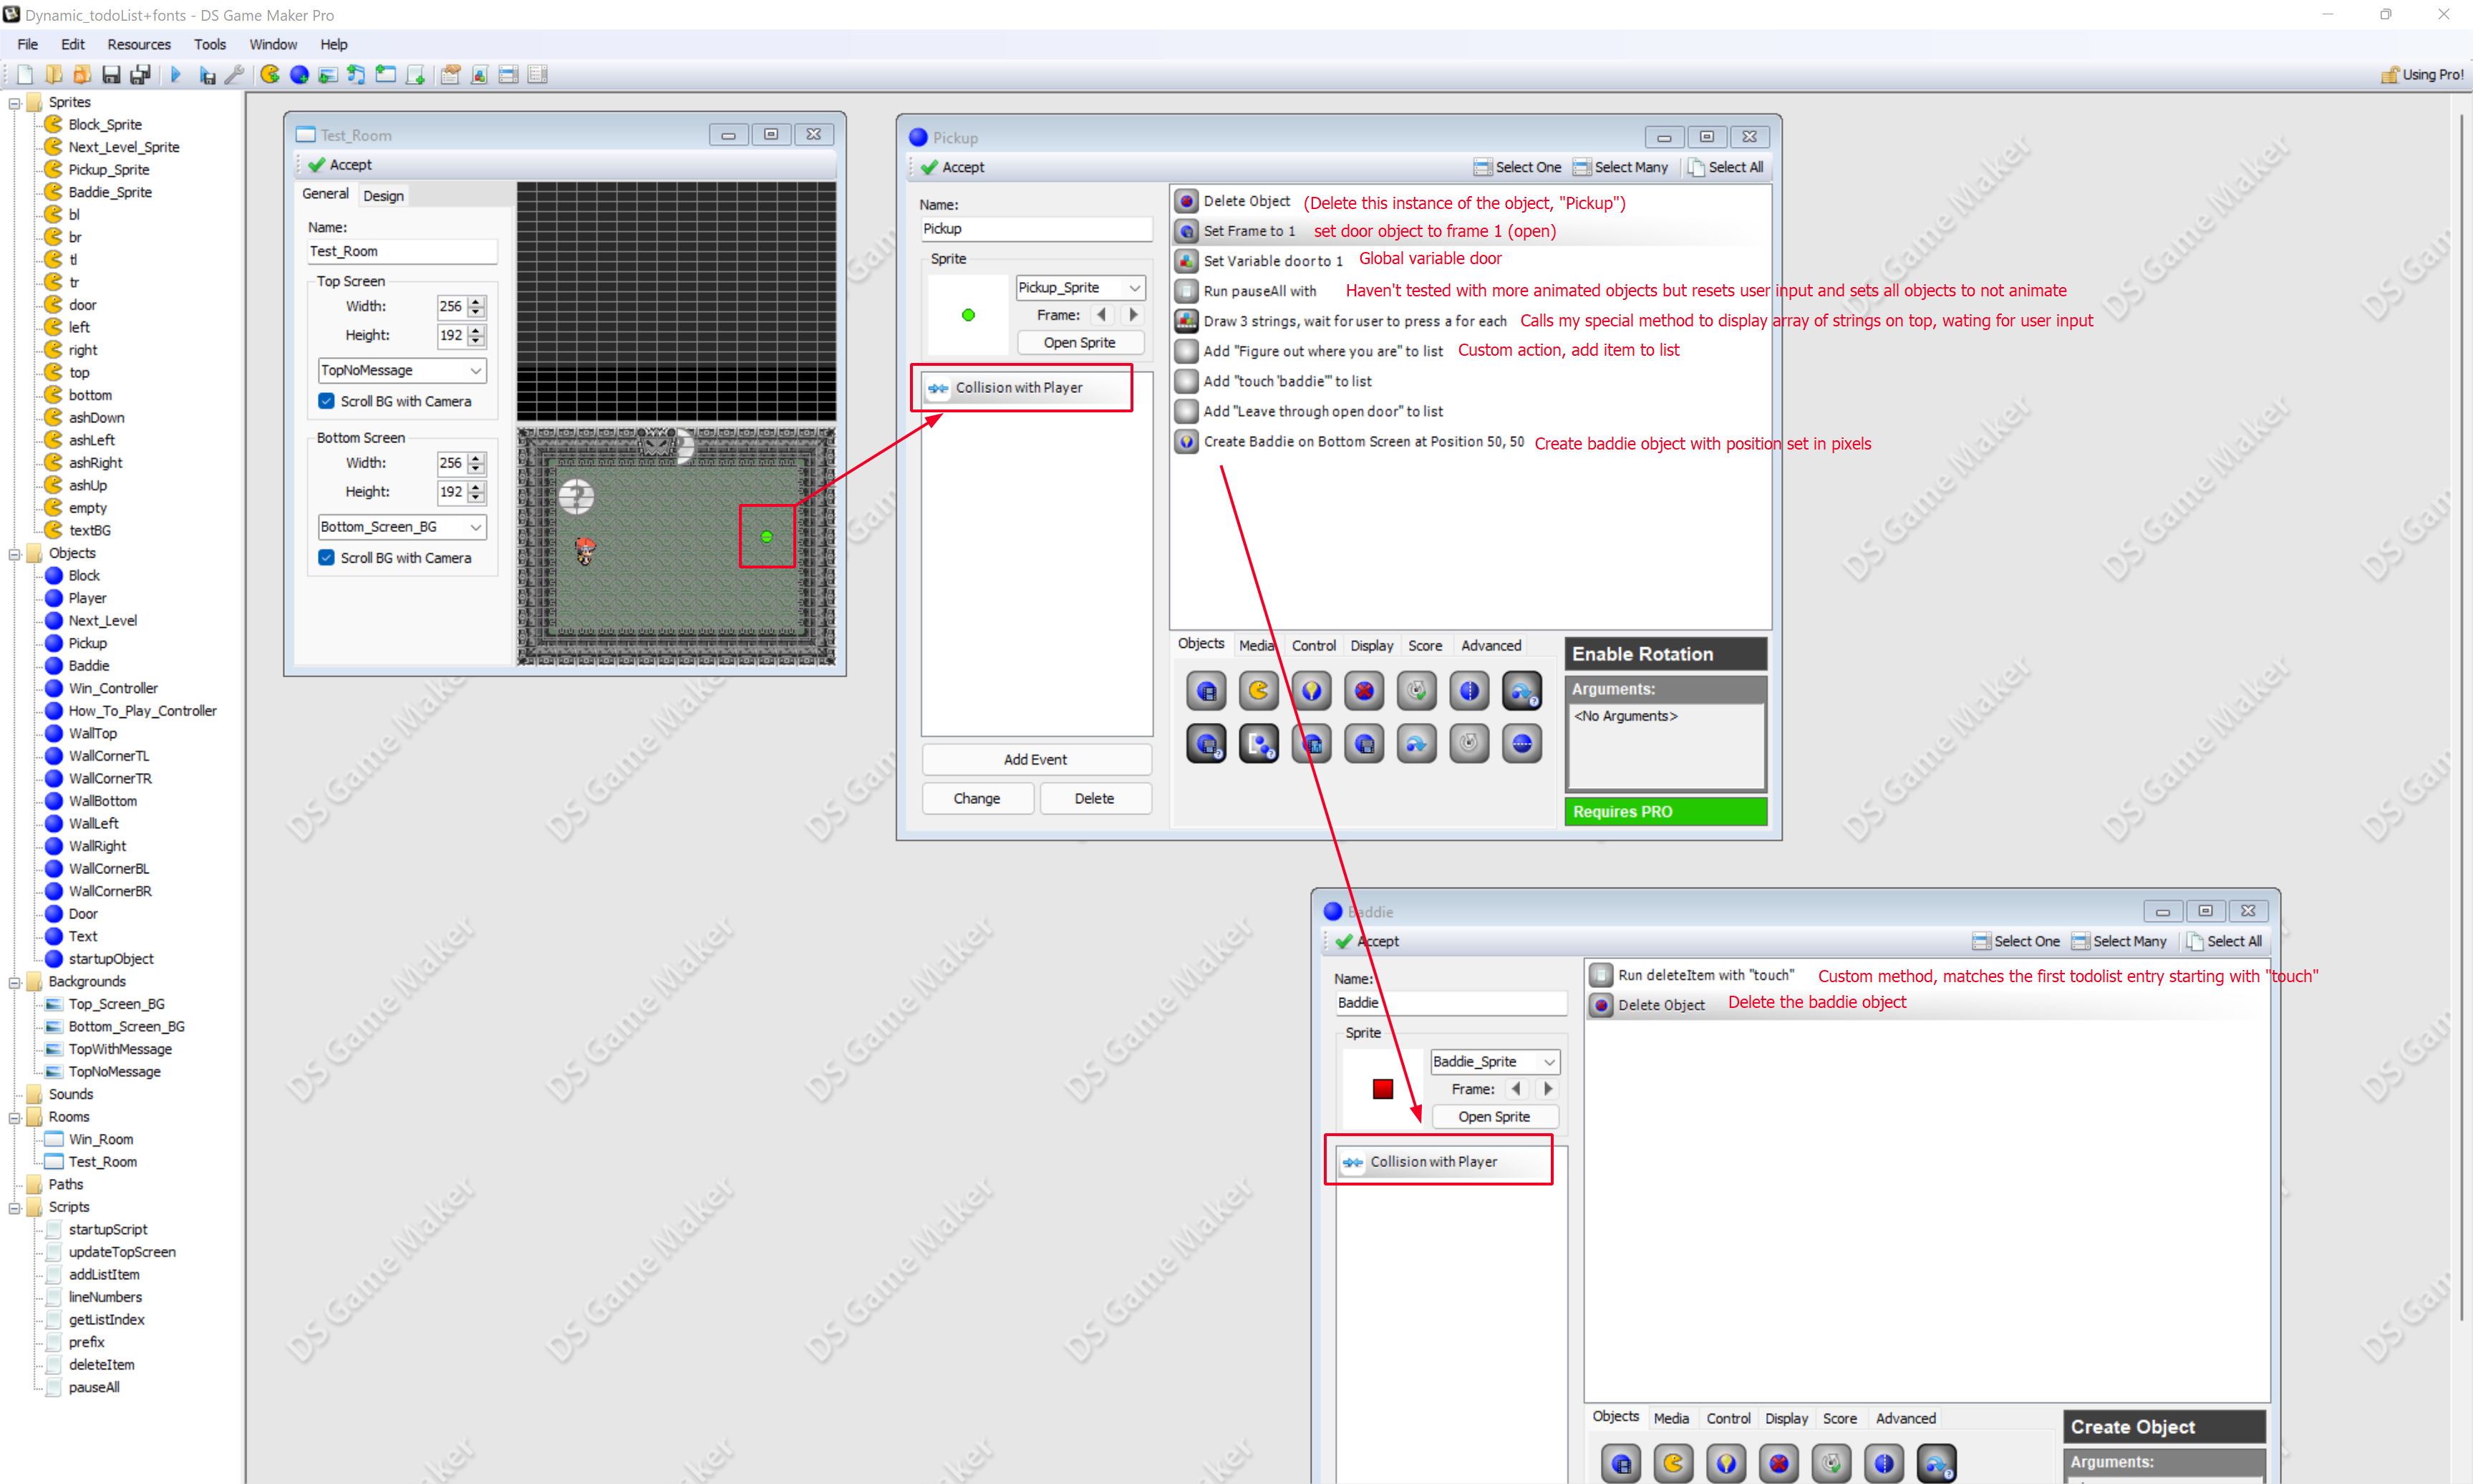 Dynamic_todoList+fonts - DS Game Maker Pro
File Edit Resources Tools Window Help
Using Pro!
Sprites
Block_Sprite
Next_Level_Sprite
Pickup_Sprite
Baddie_Sprite
bl
br
tl
tr
door
left
right
top
bottom
ashDown
ashLeft
ashRight
ashUp
empty
textBG
Objects
Block
Player
Next_Level
Pickup
Baddie
Win_Controller
How_To_Play_Controller
WallTop
WallCornerTL
WallCornerTR
WallBottom
WallLeft
WallRight
WallCornerBL
WallCornerBR
Door
Text
startupObject
Backgrounds
Top_Screen_BG
Bottom_Screen_BG
TopWithMessage
TopNoMessage
Sounds
Rooms
Win_Room
Test_Room
Paths
Scripts
startupScript
updateTopScreen
addListItem
lineNumbers
getListIndex
prefix
deleteItem
pauseAll
Test_Room
Accept
General Design
Name:
Test_Room
Top Screen
Width: 256
Height: 192
TopNoMessage
Scroll BG with Camera
Bottom Screen
Width: 256
Height: 192
Bottom_Screen_BG
Scroll BG with Camera
?
Pickup
Accept Select One Select Many Select All
Name:
Pickup
Sprite
Pickup_Sprite
Frame:
Open Sprite
Collision with Player
Add Event
Change Delete
Delete Object (Delete this instance of the object, "Pickup")
Set Frame to 1 set door object to frame 1 (open)
Set Variable door to 1 Global variable door
Run pauseAll with Haven't tested with more animated objects but resets user input and sets all objects to not animate
Draw 3 strings, wait for user to press a for each Calls my special method to display array of strings on top, wating for user input
Add "Figure out where you are" to list Custom action, add item to list
Add "touch 'baddie'" to list
Add "Leave through open door" to list
Create Baddie on Bottom Screen at Position 50, 50 Create baddie object with position set in pixels
Objects Media Control Display Score Advanced
Enable Rotation
Arguments:
<No Arguments>
Requires PRO
Baddie
Accept Select One Select Many Select All
Name:
Baddie
Sprite
Baddie_Sprite
Frame:
Open Sprite
Collision with Player
Run deleteItem with "touch" Custom method, matches the first todolist entry starting with "touch"
Delete Object Delete the baddie object
Objects Media Control Display Score Advanced
Create Object
Arguments:
DS Game Maker